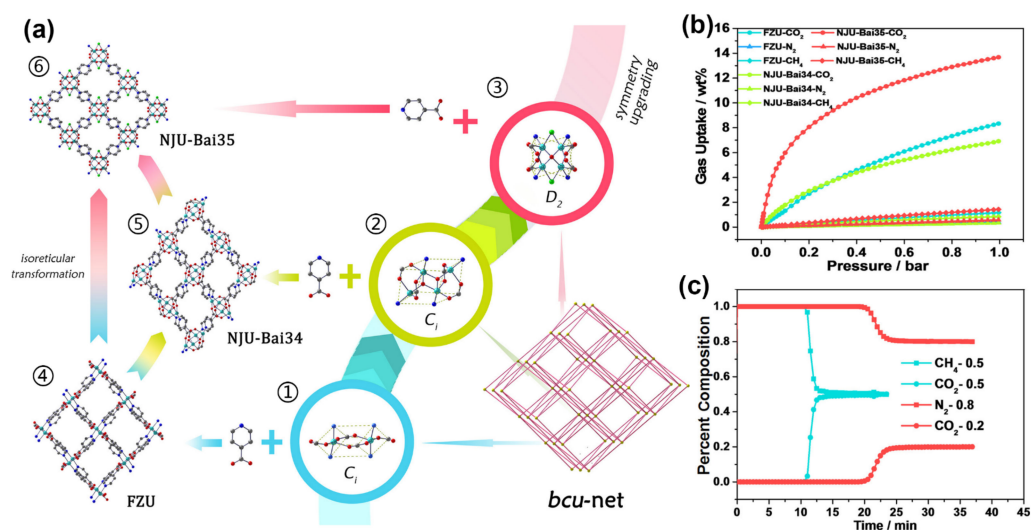 (a)
⑥
NJU-Bai35
③
symmetry
upgrading
D2
②
⑤
isoreticular
transformation
NJU-Bai34
Ci
④
①
FZU
Ci
bcu-net
(b)
Gas Uptake / wt%
16
14
12
10
8
6
4
2
0
FZU-CO2
FZU-N2
FZU-CH4
NJU-Bai35-CO2
NJU-Bai35-N2
NJU-Bai35-CH4
NJU-Bai34-CO2
NJU-Bai34-N2
NJU-Bai34-CH4
0.0 0.2 0.4 0.6 0.8 1.0
Pressure / bar
(c)
Percent Composition
1.0
0.8
0.6
0.4
0.2
0.0
CH4- 0.5
CO2- 0.5
N2- 0.8
CO2- 0.2
0 5 10 15 20 25 30 35 40 45
Time / min